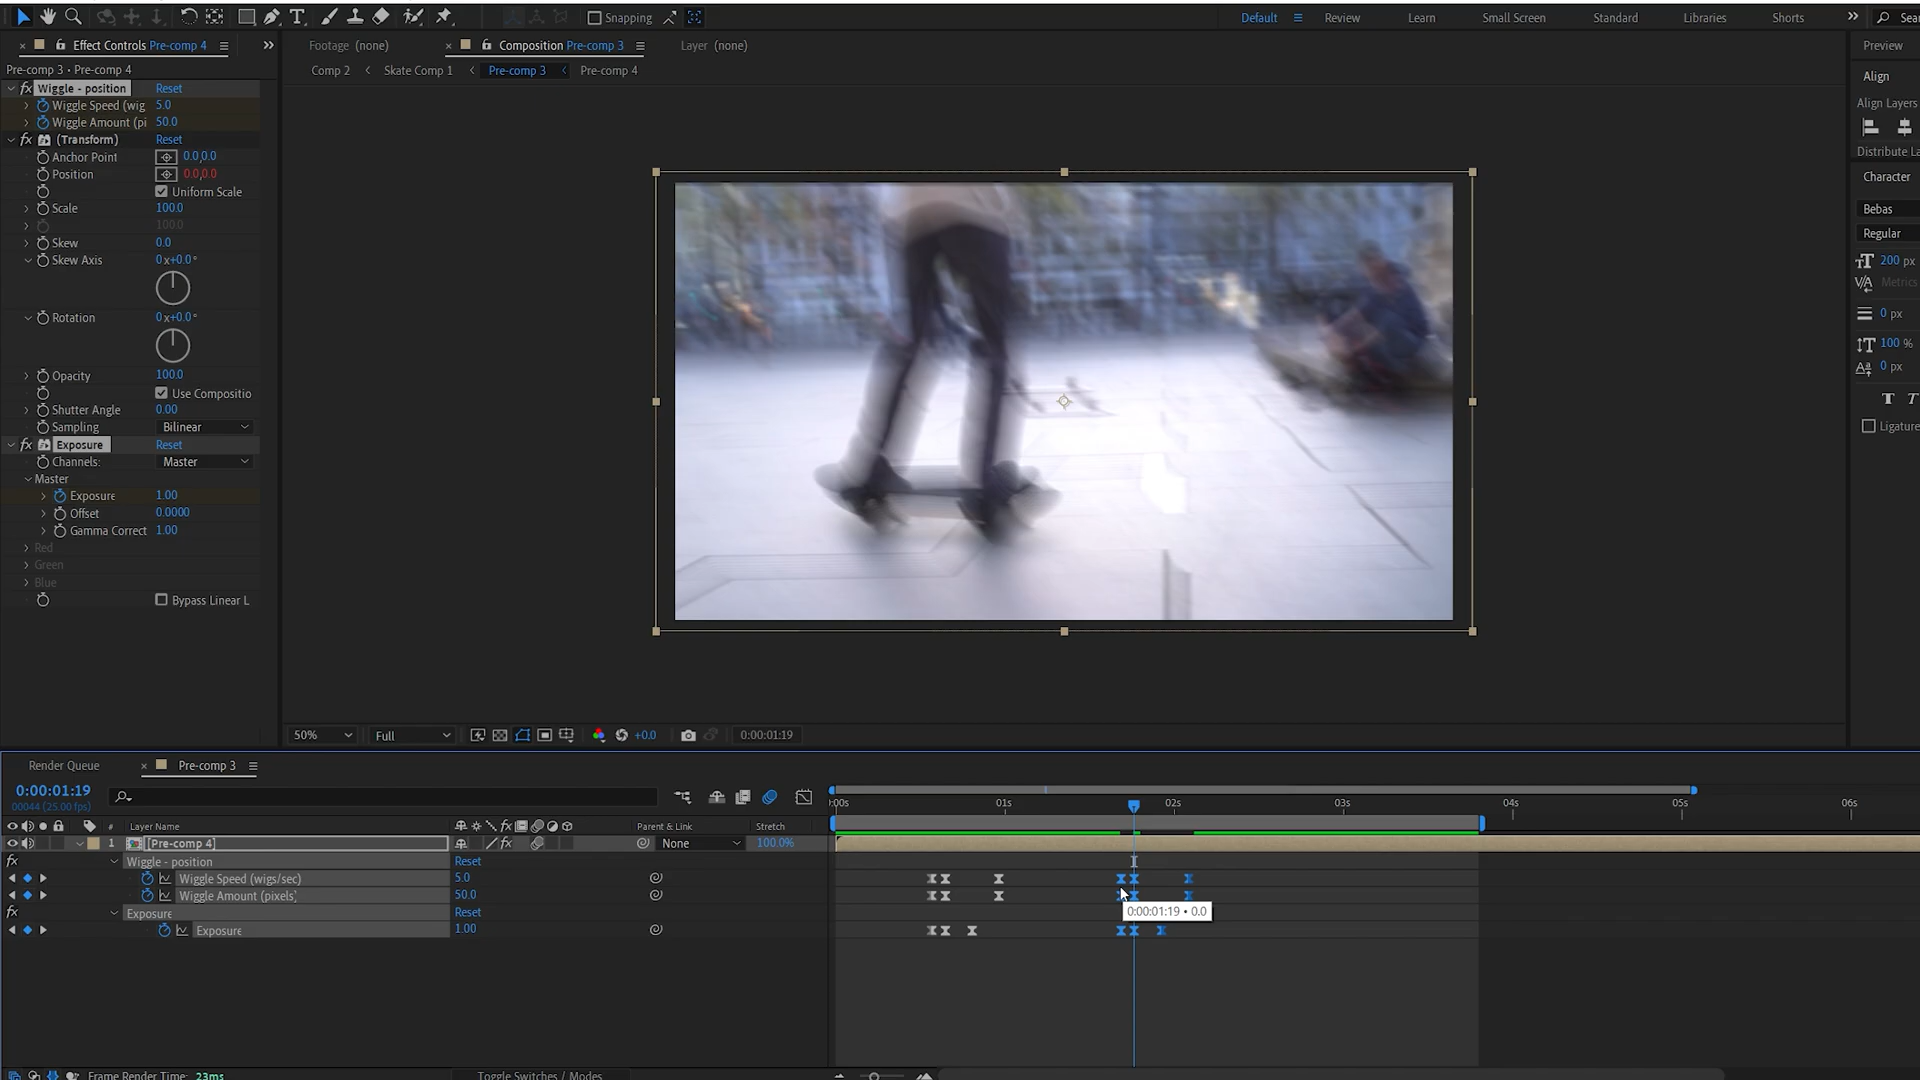 Snapping
Default
Review
Learn
Small Screen
Standard
Libraries
Shorts
Sear
Effect Controls Pre-comp 4
Footage (none)
Composition Pre-comp 3
Layer (none)
Preview
Pre-comp 3 • Pre-comp 4
Comp 2
Skate Comp 1
Pre-comp 3
Pre-comp 4
Align
fx Wiggle - position Reset
Wiggle Speed (wig 5.0
Align Layers
Wiggle Amount (pi 50.0
fx (Transform) Reset
Anchor Point 0.0,0.0
Distribute La
Position 0.0,0.0
Character
Uniform Scale
Scale 100.0
Bebas
100.0
Regular
Skew 0.0
Skew Axis 0x+0.0°
200 px
Metrics
Rotation 0x+0.0°
0 px
100 %
Opacity 100.0
0 px
Use Compositio
Shutter Angle 0.00
T T
Sampling Bilinear
Ligature
fx Exposure Reset
Channels: Master
Master
Exposure 1.00
Offset 0.0000
Gamma Correct 1.00
Red
Green
Blue
Bypass Linear L
50%
Full
+0.0
0:00:01:19
Render Queue
Pre-comp 3
0:00:01:19
00044 (25.00 fps)
:00s
01s
02s
03s
04s
05s
06s
# Layer Name
fx
Parent & Link
Stretch
1 [Pre-comp 4]
fx
None
100.0%
fx Wiggle - position Reset
Wiggle Speed (wigs/sec) 5.0
Wiggle Amount (pixels) 50.0
0:00:01:19 • 0.0
fx Exposure Reset
Exposure 1.00
Frame Render Time: 23ms
Toggle Switches / Modes